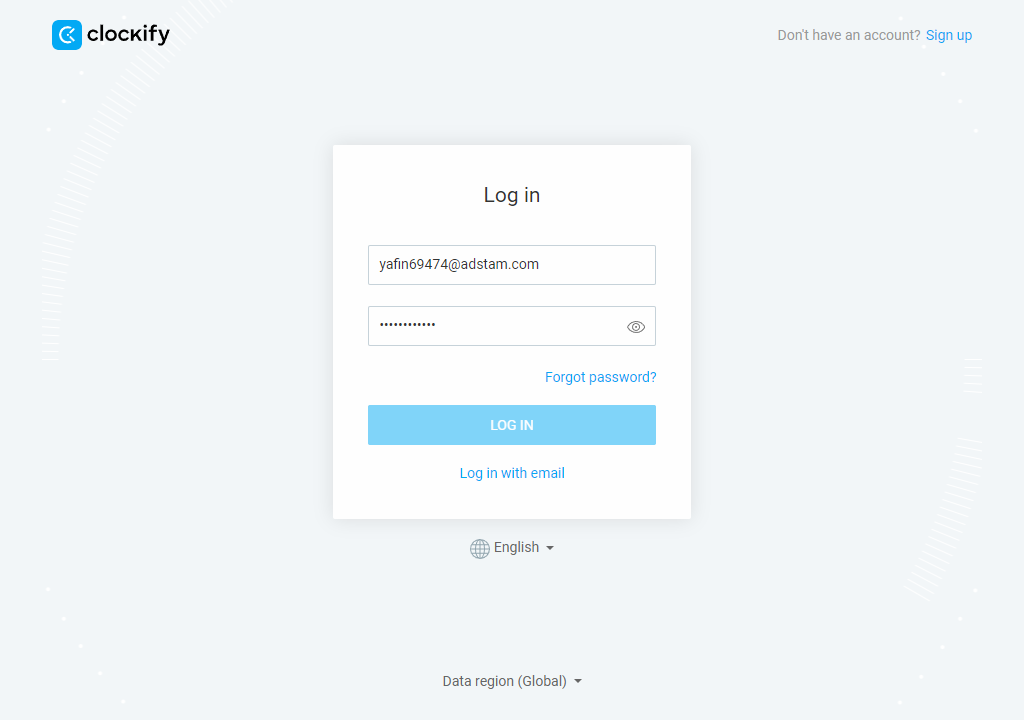 clockify
Don't have an account? Sign up
Log in
yafin69474@adstam.com
••••••••••••
Forgot password?
LOG IN
Log in with email
English
Data region (Global)